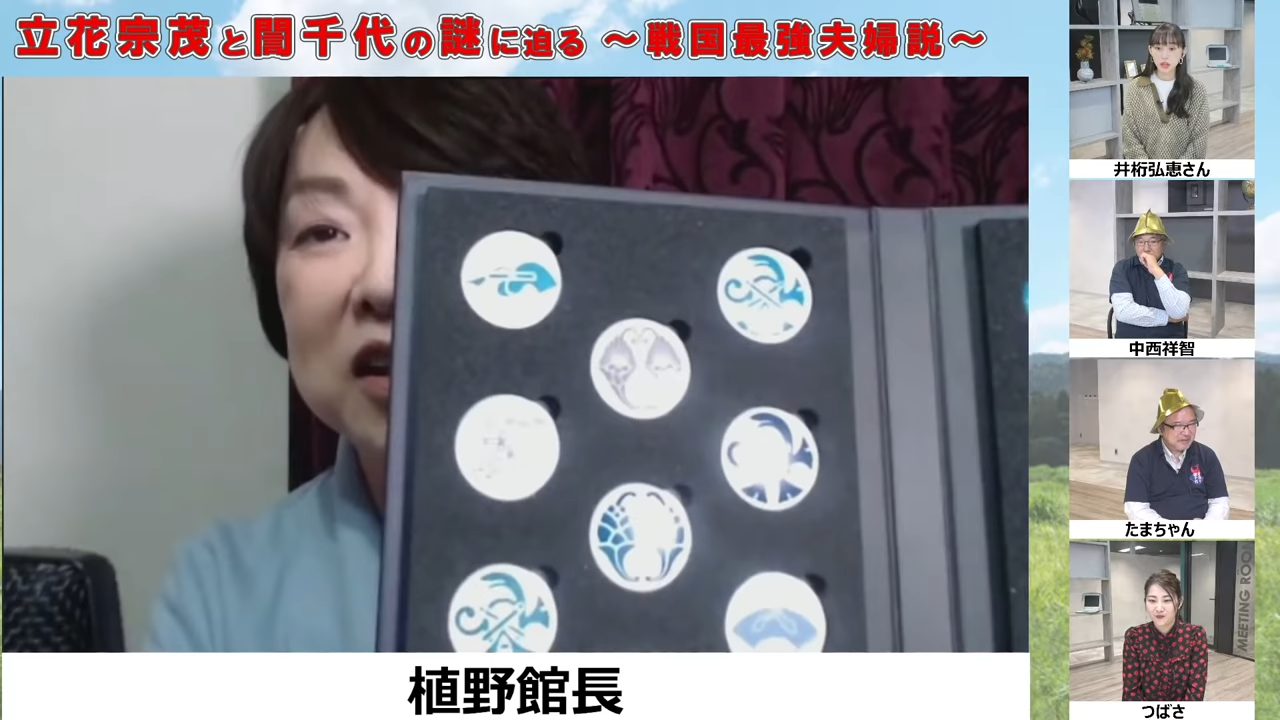 立花宗茂と誾千代の謎に迫る ～戦国最強夫婦説～
井桁弘恵さん
中西祥智
たまちゃん
MEETING ROO
つばさ
植野館長